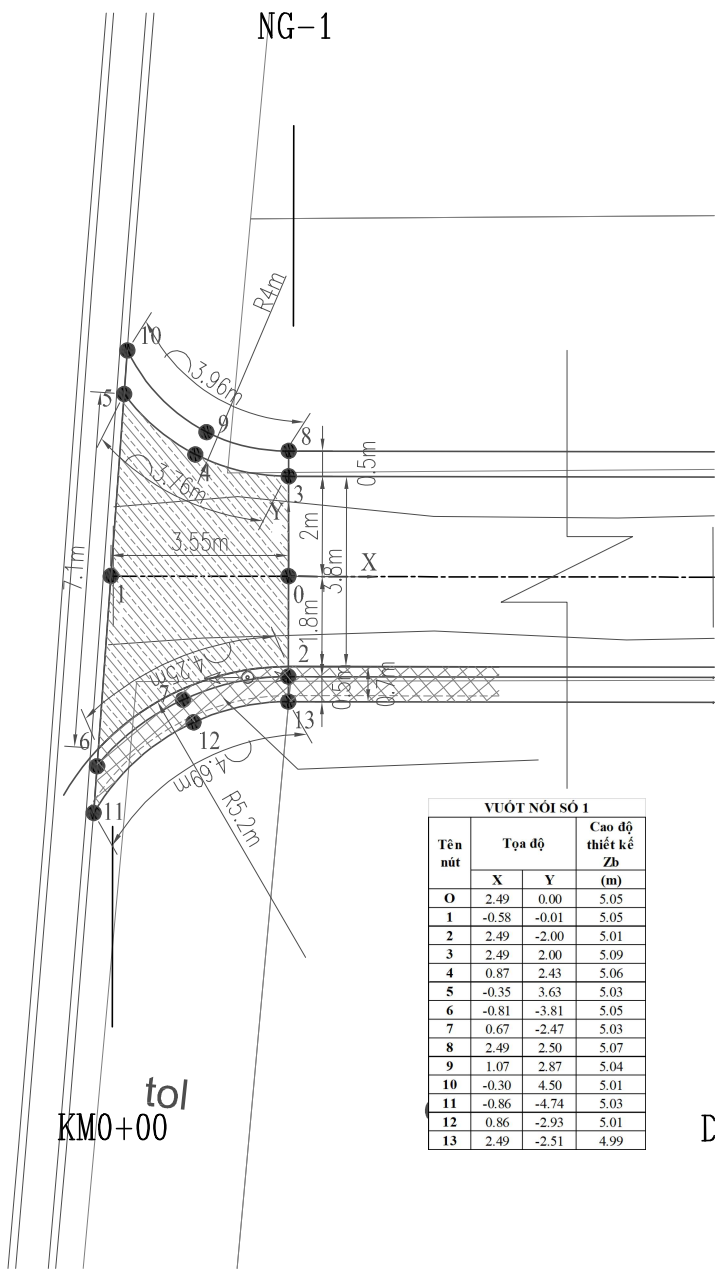 NG-1
10
R4m
3.96m
5
9
8
4
0.5m
3.76m
3
Y
2m
3.55m
7.1m
X
3.8m
1
0
1.8m
2
4.25m
7
0.5m
0.7m
13
12
6
4.69m
11
R5.2m
VUỐT NỐI SỐ 1
Tên nút Tọa độ Cao độ thiết kế Zb
X Y (m)
O 2.49 0.00 5.05
1 -0.58 -0.01 5.05
2 2.49 -2.00 5.01
3 2.49 2.00 5.09
4 0.87 2.43 5.06
5 -0.35 3.63 5.03
6 -0.81 -3.81 5.05
7 0.67 -2.47 5.03
8 2.49 2.50 5.07
9 1.07 2.87 5.04
10 -0.30 4.50 5.01
11 -0.86 -4.74 5.03
12 0.86 -2.93 5.01
13 2.49 -2.51 4.99
tol
KM0+00
D